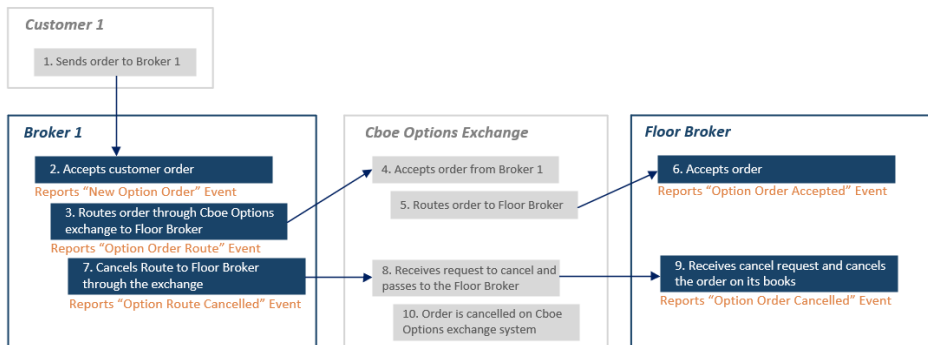 Customer 1
1. Sends order to Broker 1
Broker 1
2. Accepts customer order
Reports “New Option Order” Event
3. Routes order through Cboe Options
exchange to Floor Broker
Reports “Option Order Route” Event
7. Cancels Route to Floor Broker
through the exchange
Reports “Option Route Cancelled” Event
Cboe Options Exchange
4. Accepts order from Broker 1
5. Routes order to Floor Broker
8. Receives request to cancel and
passes to the Floor Broker
10. Order is cancelled on Cboe
Options exchange system
Floor Broker
6. Accepts order
Reports “Option Order Accepted” Event
9. Receives cancel request and cancels
the order on its books
Reports “Option Order Cancelled” Event